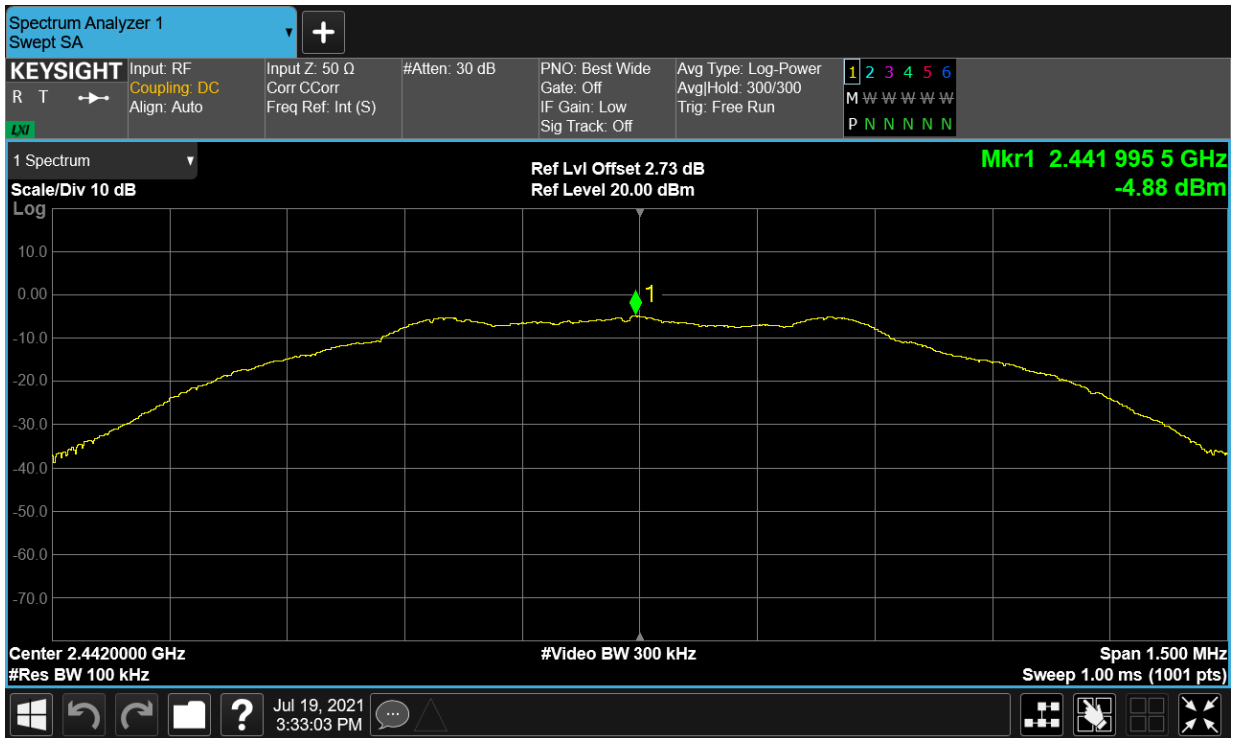 Spectrum Analyzer 1
Swept SA
KEYSIGHT
R T
LXI
Input: RF
Coupling: DC
Align: Auto
Input Z: 50 Ω
Corr CCorr
Freq Ref: Int (S)
#Atten: 30 dB
PNO: Best Wide
Gate: Off
IF Gain: Low
Sig Track: Off
Avg Type: Log-Power
Avg|Hold: 300/300
Trig: Free Run
1 2 3 4 5 6
M W W W W W
P N N N N N
1 Spectrum
Scale/Div 10 dB
Log
Ref Lvl Offset 2.73 dB
Ref Level 20.00 dBm
Mkr1 2.441 995 5 GHz
-4.88 dBm
10.0
0.00
-10.0
-20.0
-30.0
-40.0
-50.0
-60.0
-70.0
1
Center 2.4420000 GHz
#Res BW 100 kHz
#Video BW 300 kHz
Span 1.500 MHz
Sweep 1.00 ms (1001 pts)
?
Jul 19, 2021
3:33:03 PM